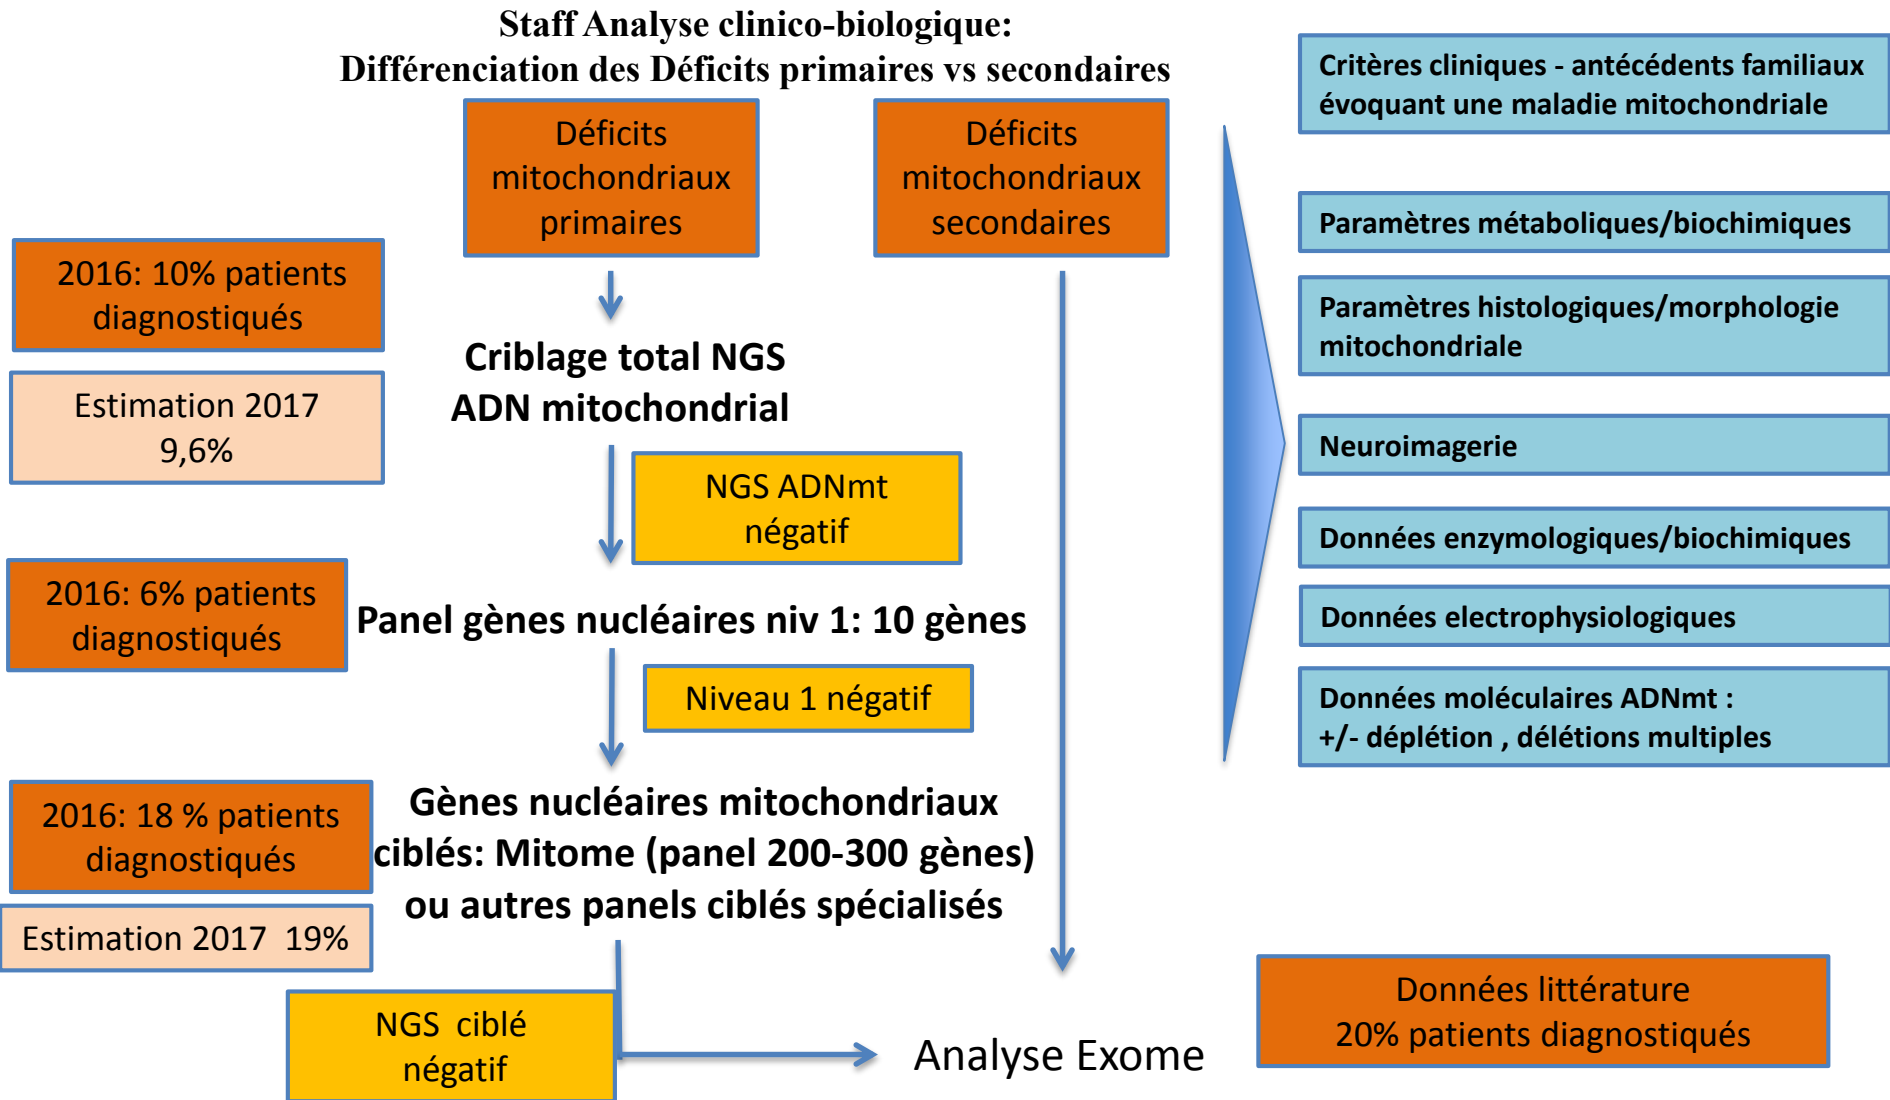 Staff Analyse clinico-biologique:
Différenciation des Déficits primaires vs secondaires
Déficits
mitochondriaux
primaires
Déficits
mitochondriaux
secondaires
2016: 10% patients
diagnostiqués
Estimation 2017
9,6%
Criblage total NGS
ADN mitochondrial
NGS ADNmt
négatif
2016: 6% patients
diagnostiqués
Panel gènes nucléaires niv 1: 10 gènes
Niveau 1 négatif
2016: 18 % patients
diagnostiqués
Estimation 2017 19%
Gènes nucléaires mitochondriaux
ciblés: Mitome (panel 200-300 gènes)
ou autres panels ciblés spécialisés
NGS ciblé
négatif
Analyse Exome
Critères cliniques - antécédents familiaux
évoquant une maladie mitochondriale
Paramètres métaboliques/biochimiques
Paramètres histologiques/morphologie
mitochondriale
Neuroimagerie
Données enzymologiques/biochimiques
Données electrophysiologiques
Données moléculaires ADNmt :
+/- déplétion , délétions multiples
Données littérature
20% patients diagnostiqués